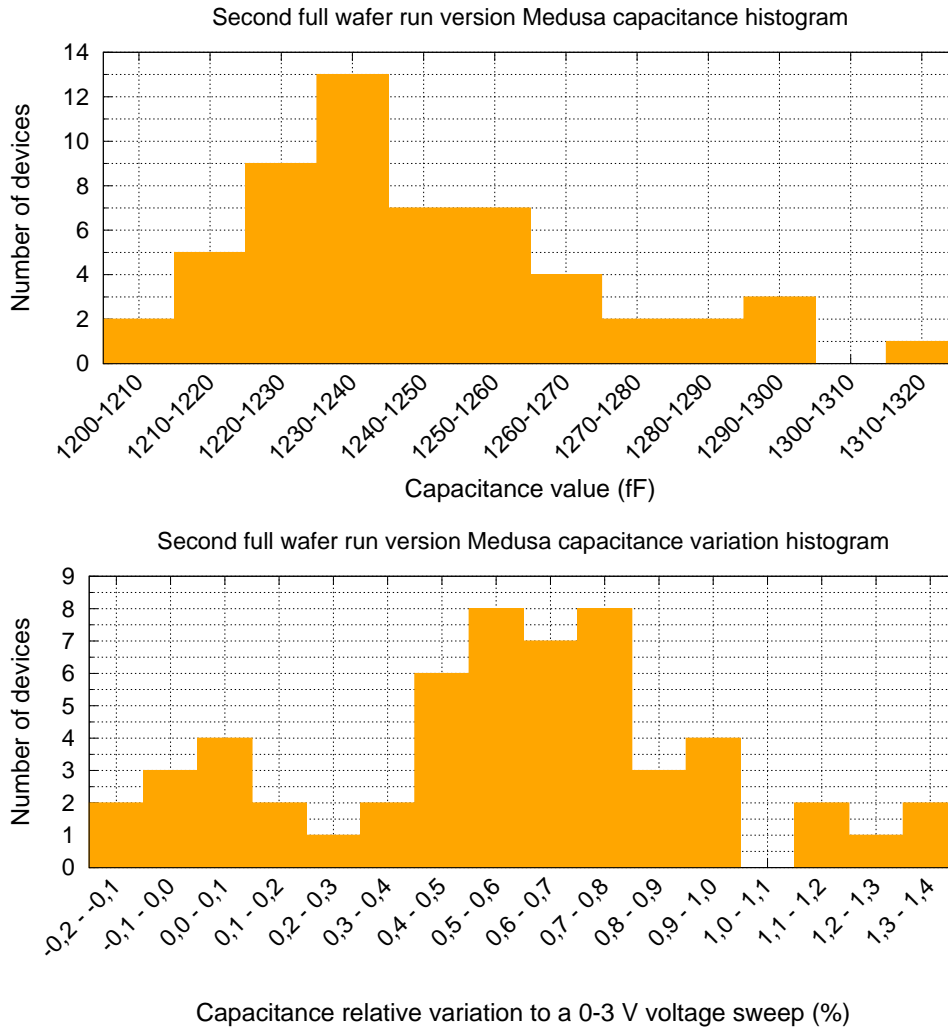 Second full wafer run version Medusa capacitance histogram
14
12
10
8
6
4
2
0
Number of devices
1200-1210
1210-1220
1220-1230
1230-1240
1240-1250
1250-1260
1260-1270
1270-1280
1280-1290
1290-1300
1300-1310
1310-1320
Capacitance value (fF)
Second full wafer run version Medusa capacitance variation histogram
9
8
7
6
5
4
3
2
1
0
Number of devices
-0,2 - -0,1
-0,1 - 0,0
0,0 - 0,1
0,1 - 0,2
0,2 - 0,3
0,3 - 0,4
0,4 - 0,5
0,5 - 0,6
0,6 - 0,7
0,7 - 0,8
0,8 - 0,9
0,9 - 1,0
1,0 - 1,1
1,1 - 1,2
1,2 - 1,3
1,3 - 1,4
Capacitance relative variation to a 0-3 V voltage sweep (%)